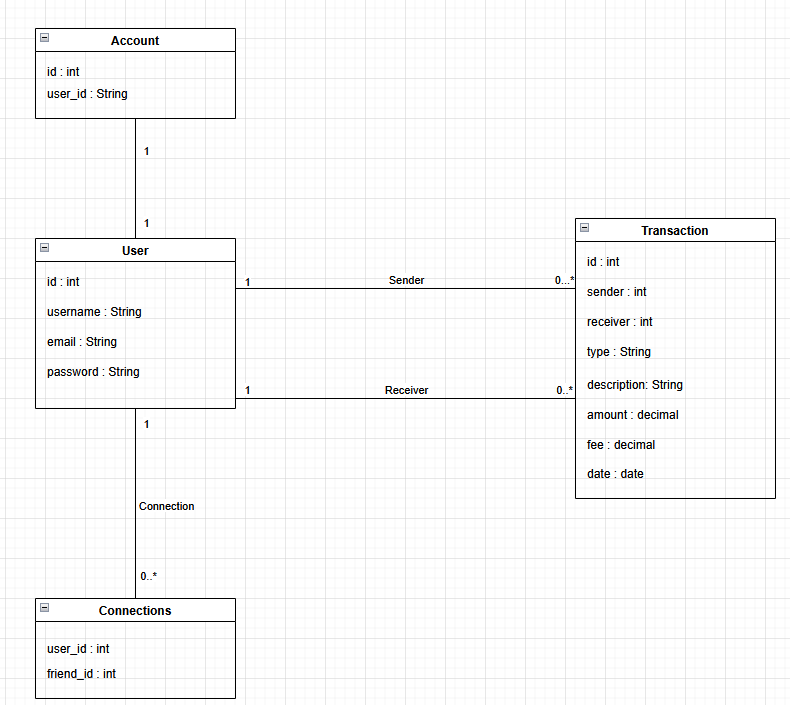 Account
id : int
user_id : String
1
1
User
id : int
username : String
email : String
password : String
1
Sender
0...*
1
Receiver
0..*
Transaction
id : int
sender : int
receiver : int
type : String
description: String
amount : decimal
fee : decimal
date : date
1
Connection
0..*
Connections
user_id : int
friend_id : int